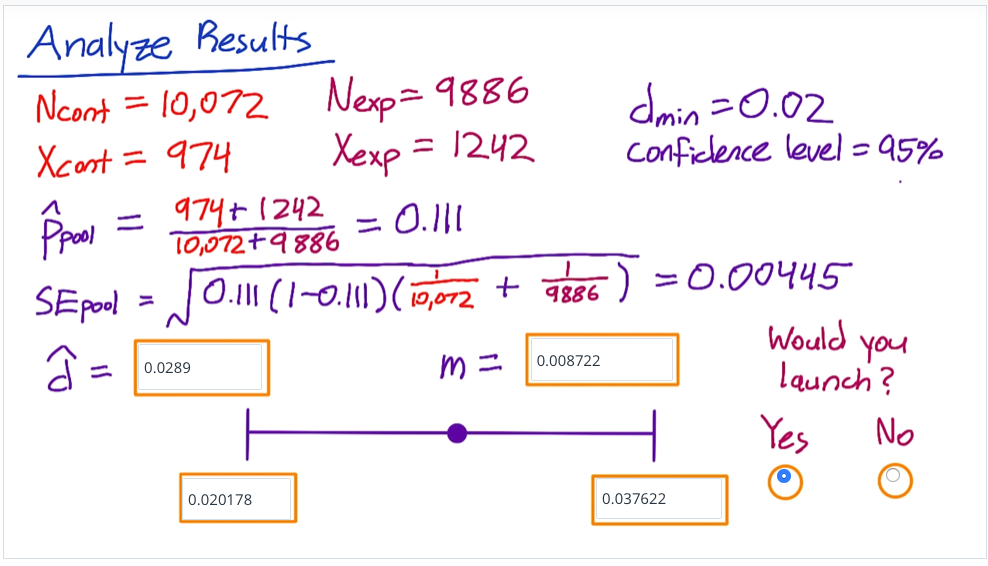 Analyze Results
Ncont = 10,072 Nexp = 9886 dmin = 0.02
Xcont = 974 Xexp = 1242 confidence level = 95%
p̂pool = 974 + 1242 / 10,072 + 9886 = 0.111
SEpool = √0.111 (1-0.111)(1/10,072 + 1/9886) = 0.00445
d̂ = 0.0289 m = 0.008722 Would you
launch?
Yes No
0.020178 0.037622